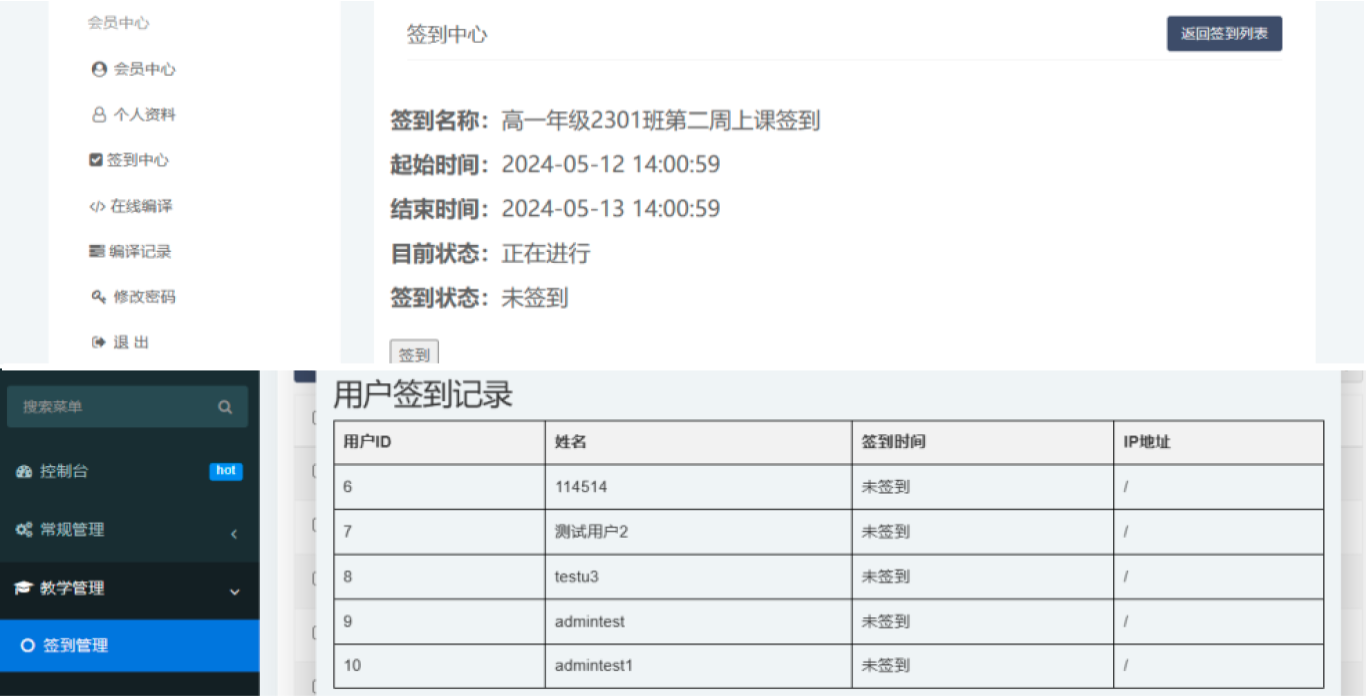 会员中心
会员中心
个人资料
签到中心
在线编译
编译记录
修改密码
退 出
签到中心
返回签到列表
签到名称：高一年级2301班第二周上课签到
起始时间：2024-05-12 14:00:59
结束时间：2024-05-13 14:00:59
目前状态：正在进行
签到状态：未签到
签到
搜索菜单
控制台 hot
常规管理
教学管理
签到管理
用户签到记录
用户ID 姓名 签到时间 IP地址
6 114514 未签到 /
7 测试用户2 未签到 /
8 testu3 未签到 /
9 admintest 未签到 /
10 admintest1 未签到 /